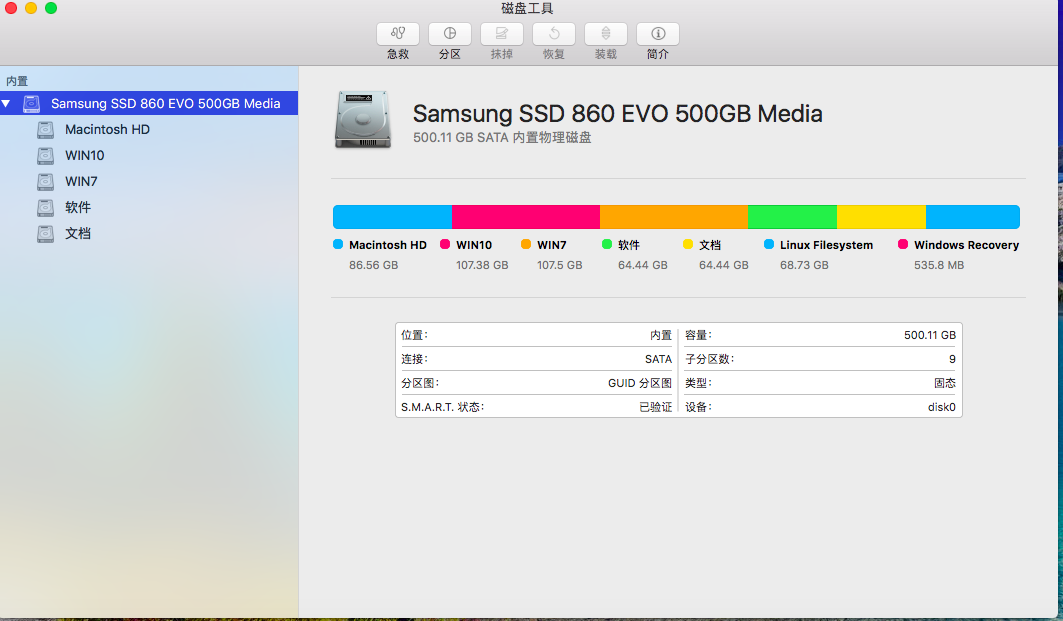 磁盘工具
急救 分区 抹掉 恢复 装载 简介
内置
Samsung SSD 860 EVO 500GB Media
Macintosh HD
WIN10
WIN7
软件
文档
Samsung SSD 860 EVO 500GB Media
500.11 GB SATA 内置物理磁盘
Macintosh HD WIN10 WIN7 软件 文档 Linux Filesystem Windows Recovery
86.56 GB 107.38 GB 107.5 GB 64.44 GB 64.44 GB 68.73 GB 535.8 MB
位置： 内置 容量： 500.11 GB
连接： SATA 子分区数： 9
分区图： GUID 分区图 类型： 固态
S.M.A.R.T. 状态： 已验证 设备： disk0